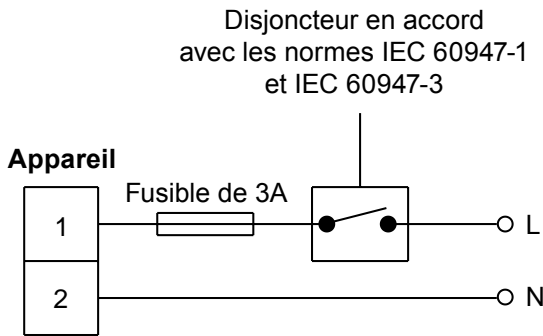 Disjoncteur en accord
avec les normes IEC 60947-1
et IEC 60947-3
Appareil
Fusible de 3A
1
L
2
N